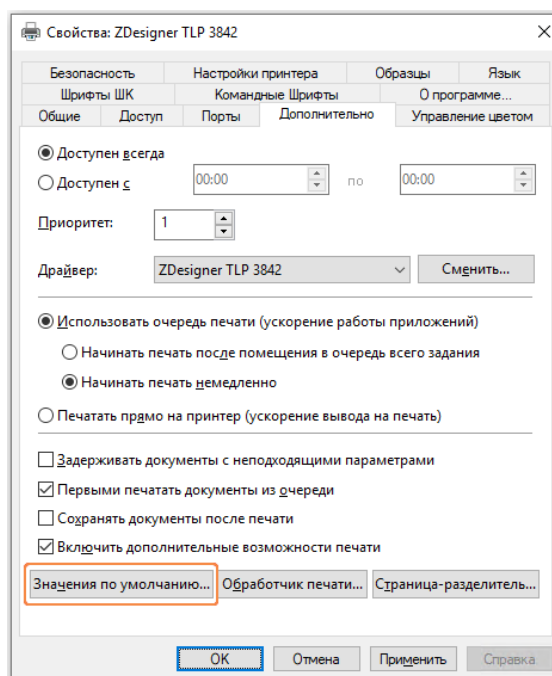 Свойства: ZDesigner TLP 3842
Безопасность Настройки принтера Образцы Язык
Шрифты ШК Командные Шрифты О программе...
Общие Доступ Порты Дополнительно Управление цветом
Доступен всегда
Доступен с 00:00 по 00:00
Приоритет: 1
Драйвер: ZDesigner TLP 3842 Сменить...
Использовать очередь печати (ускорение работы приложений)
Начинать печать после помещения в очередь всего задания
Начинать печать немедленно
Печатать прямо на принтер (ускорение вывода на печать)
Задерживать документы с неподходящими параметрами
Первыми печатать документы из очереди
Сохранять документы после печати
Включить дополнительные возможности печати
Значения по умолчанию... Обработчик печати... Страница-разделитель...
OK Отмена Применить Справка